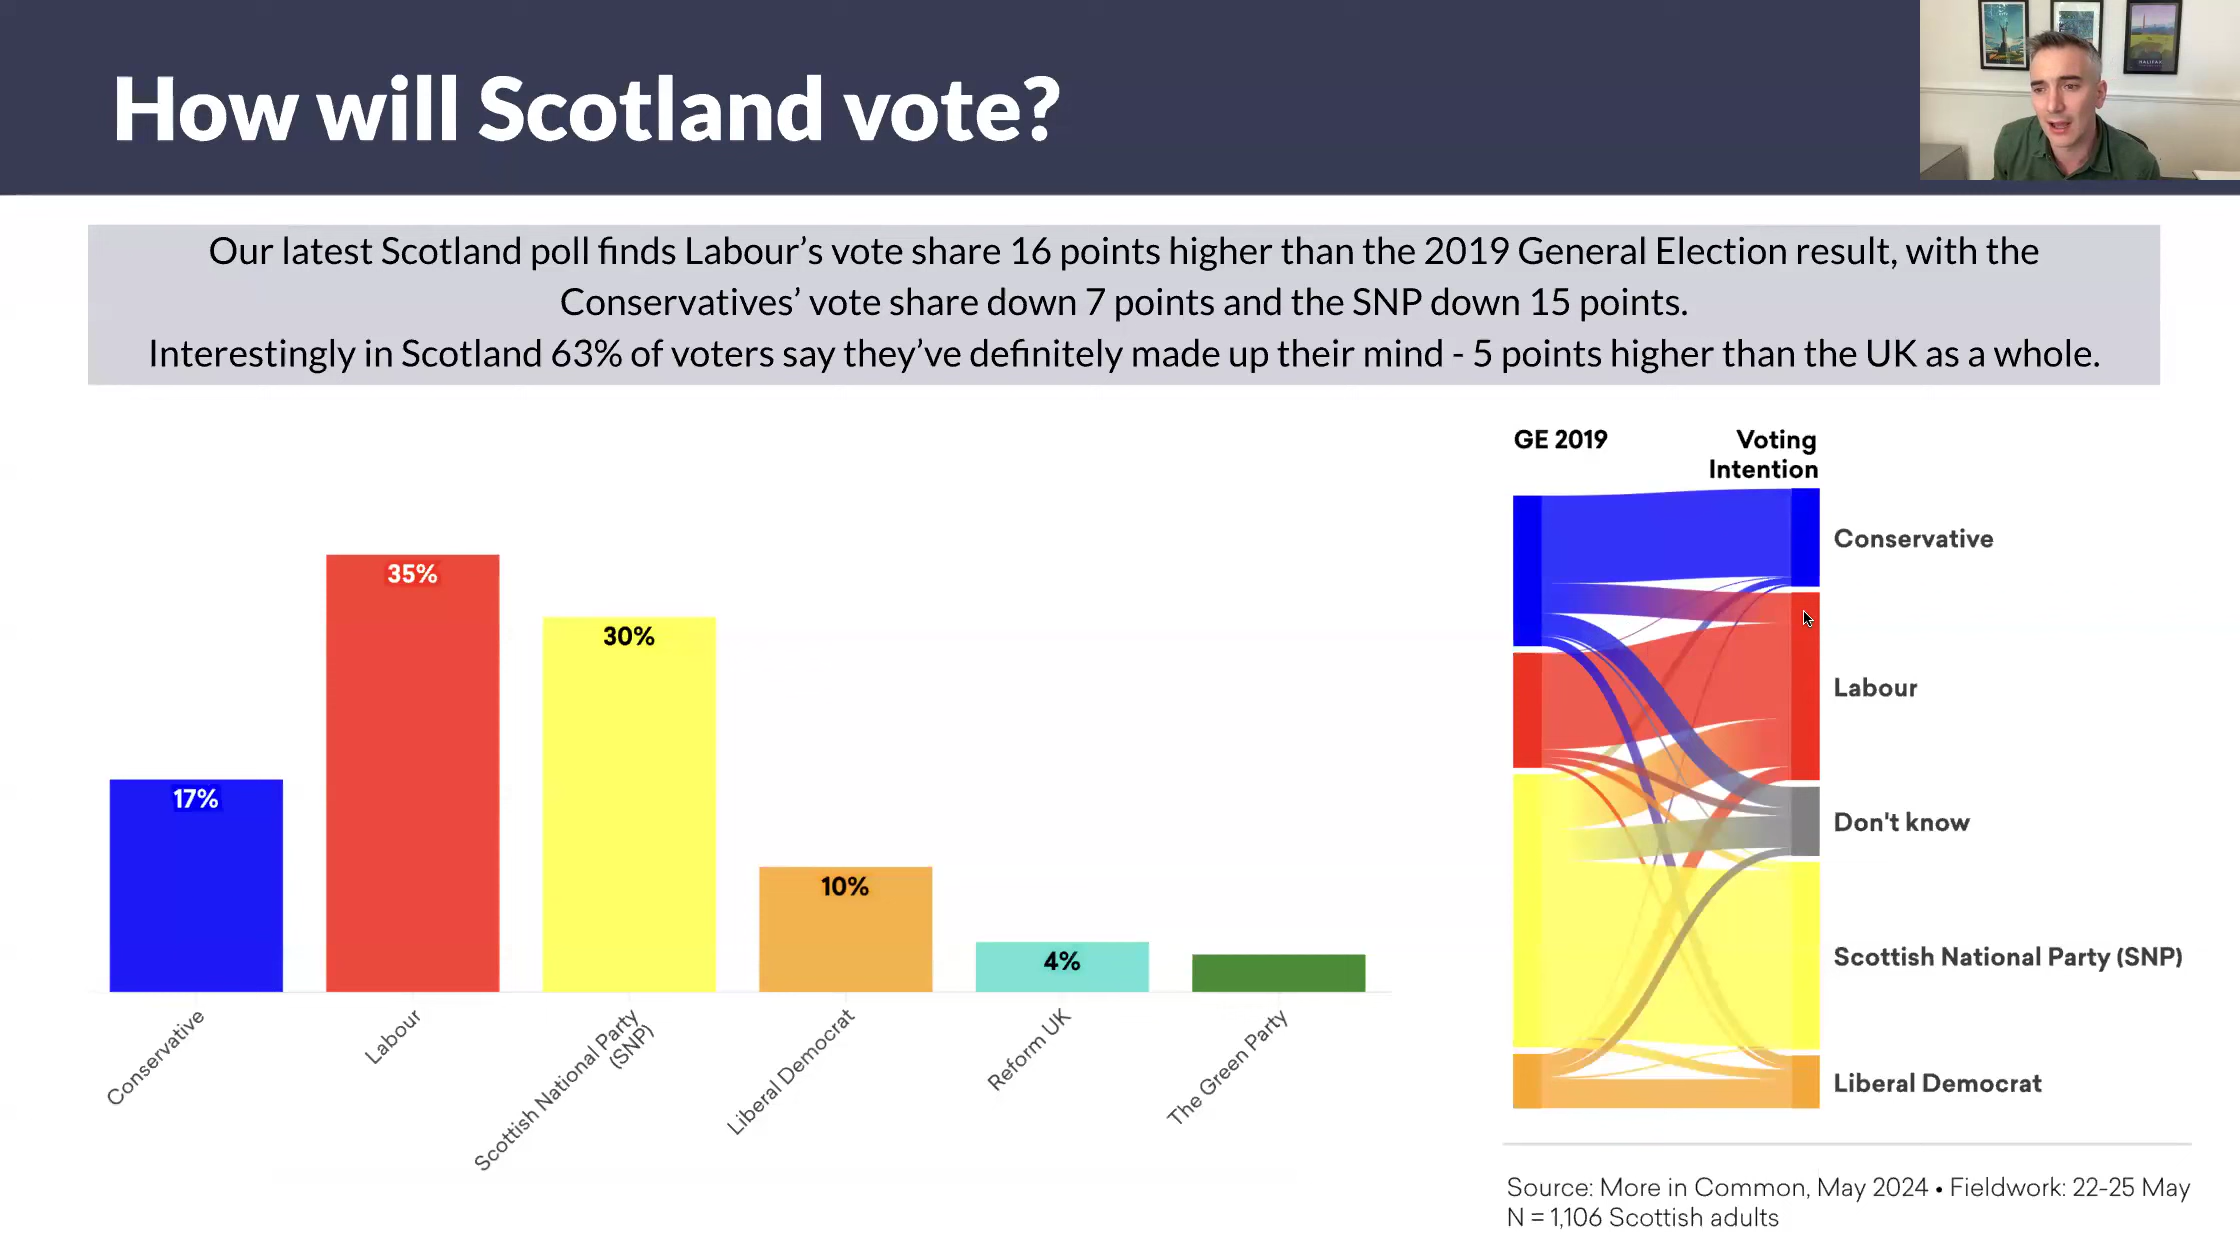 How will Scotland vote?
HALIFAX
Our latest Scotland poll finds Labour’s vote share 16 points higher than the 2019 General Election result, with the
Conservatives’ vote share down 7 points and the SNP down 15 points.
Interestingly in Scotland 63% of voters say they’ve definitely made up their mind - 5 points higher than the UK as a whole.
17%
35%
30%
10%
4%
Conservative
Labour
Scottish National Party
(SNP)
Liberal Democrat
Reform UK
The Green Party
GE 2019
Voting
Intention
Conservative
Labour
Don't know
Scottish National Party (SNP)
Liberal Democrat
Source: More in Common, May 2024 • Fieldwork: 22-25 May
N = 1,106 Scottish adults